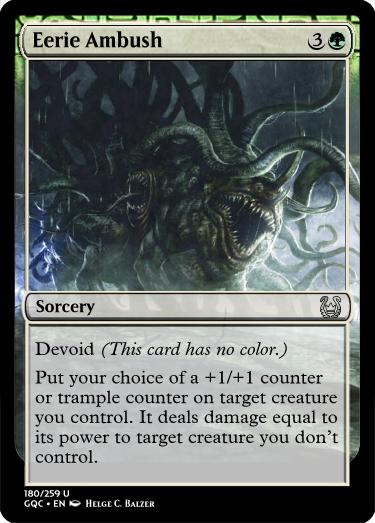 Eerie Ambush 3
Sorcery
Devoid (This card has no color.)
Put your choice of a +1/+1 counter
or trample counter on target creature
you control. It deals damage equal to
its power to target creature you don't
control.
180/259 U
GQC • EN Helge C. Balzer